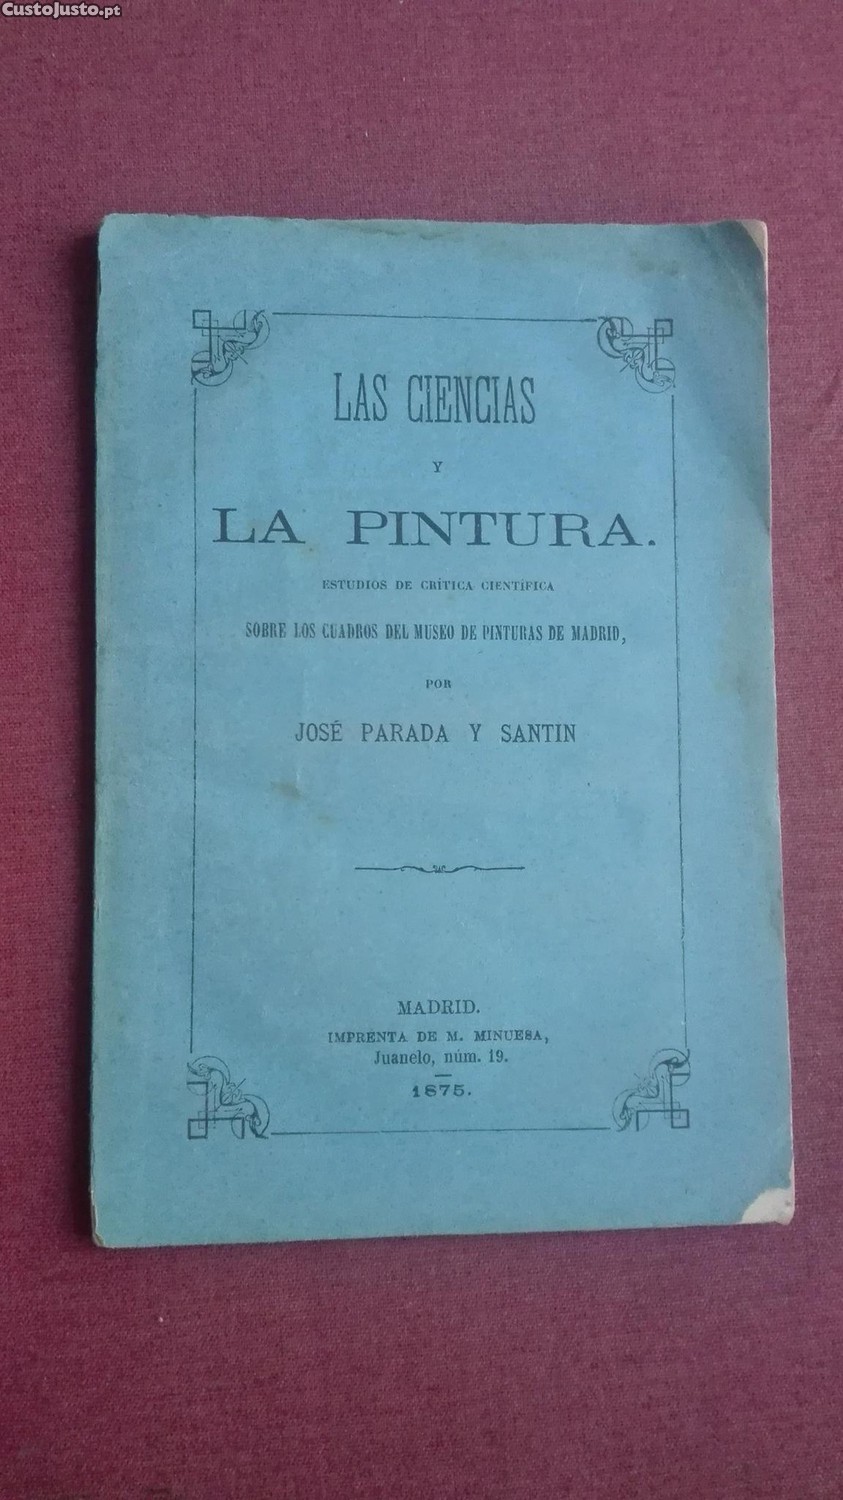 CustoJusto.pt
LAS CIENCIAS
Y
LA PINTURA.
ESTUDIOS DE CRÍTICA CIENTÍFICA
SOBRE LOS CUADROS DEL MUSEO DE PINTURAS DE MADRID,
POR
JOSÉ PARADA Y SANTIN
MADRID.
IMPRENTA DE M. MINUESA,
Juanelo, núm. 19.
1875.